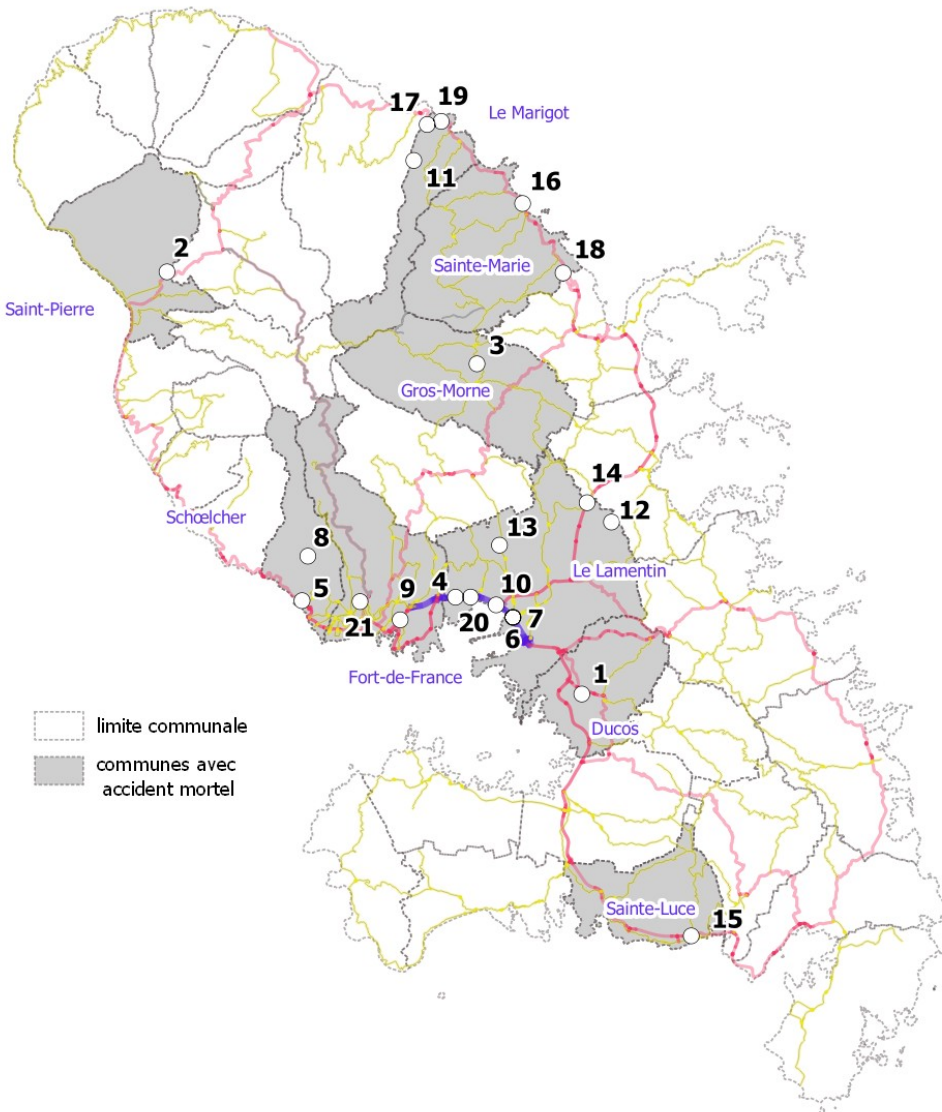 17
19
Le Marigot
11
16
2
18
Sainte-Marie
Saint-Pierre
3
Gros-Morne
14
Schœlcher
12
8
13
Le Lamentin
5
9
4
10
21
20
7
6
Fort-de-France
1
Ducos
limite communale
communes avec
accident mortel
Sainte-Luce
15